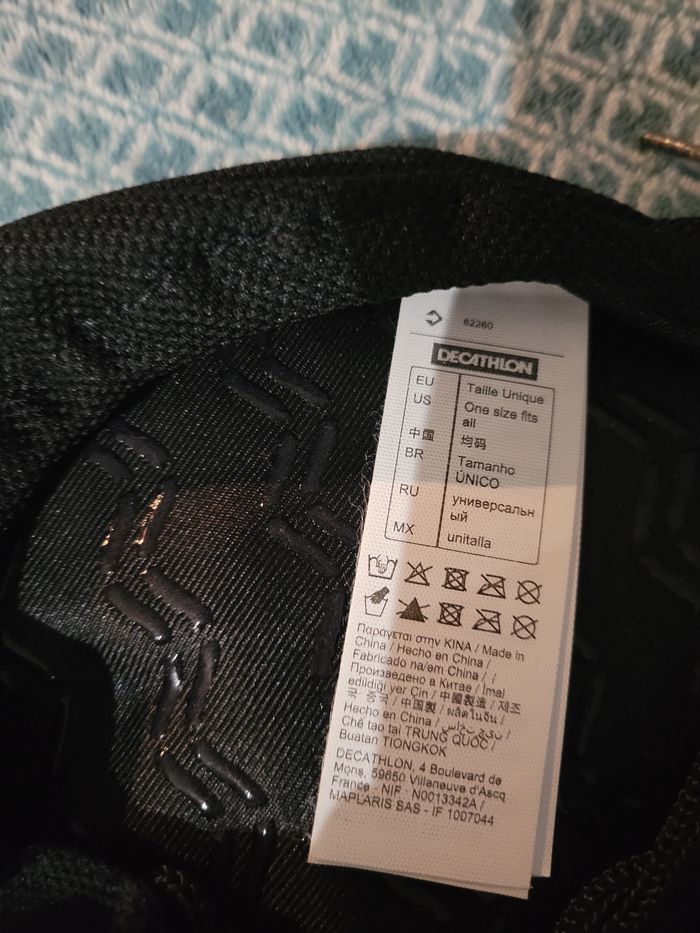 62260
DECATHLON
EU Taille Unique
US One size fits
all
中国 均码
BR Tamanho
ÚNICO
RU универсальн
ый
MX unitalla
Παράγεται στην KINA / Made in
China / Hecho en China /
Fabricado na/em China / /
Произведено в Китае / İmal
edildiği yer Çin / 中國製造 / 제조
국: 중국 / 中国製 / ผลิตในจีน /
Hecho en China /
Chế tạo tại TRUNG QUỐC /
Buatan TIONGKOK
DECATHLON, 4 Boulevard de
Mons, 59650 Villeneuve d'Ascq
France - NIF : N0013342A /
MAPLARIS SAS - IF 1007044